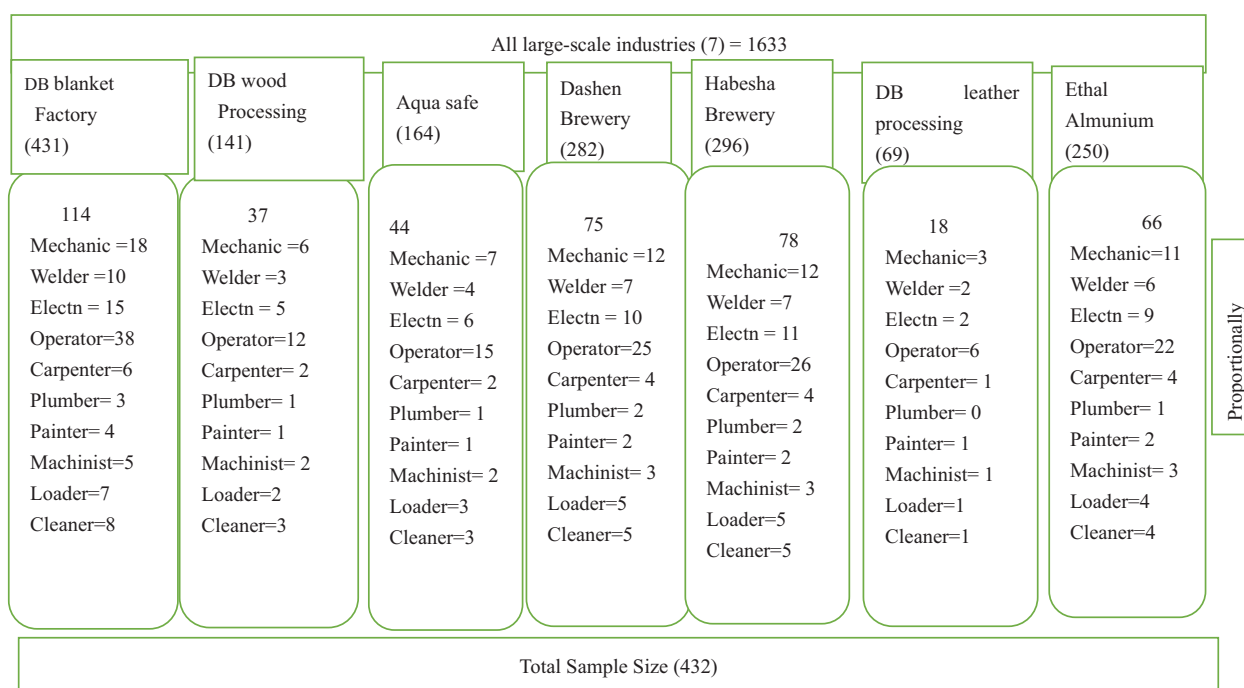 All large-scale industries (7) = 1633
DB blanket
Factory
(431)
DB wood
Processing
(141)
Aqua safe
(164)
Dashen
Brewery
(282)
Habesha
Brewery
(296)
DB leather
processing
(69)
Ethal
Almunium
(250)
114
Mechanic =18
Welder =10
Electn = 15
Operator=38
Carpenter=6
Plumber= 3
Painter= 4
Machinist=5
Loader=7
Cleaner=8
37
Mechanic =6
Welder =3
Electn = 5
Operator=12
Carpenter= 2
Plumber= 1
Painter= 1
Machinist= 2
Loader=2
Cleaner=3
44
Mechanic =7
Welder =4
Electn = 6
Operator=15
Carpenter= 2
Plumber= 1
Painter= 1
Machinist= 2
Loader=3
Cleaner=3
75
Mechanic =12
Welder =7
Electn = 10
Operator=25
Carpenter= 4
Plumber= 2
Painter= 2
Machinist= 3
Loader=5
Cleaner=5
78
Mechanic=12
Welder =7
Electn = 11
Operator=26
Carpenter= 4
Plumber= 2
Painter= 2
Machinist= 3
Loader=5
Cleaner=5
18
Mechanic=3
Welder =2
Electn = 2
Operator=6
Carpenter= 1
Plumber= 0
Painter= 1
Machinist= 1
Loader=1
Cleaner=1
66
Mechanic=11
Welder =6
Electn = 9
Operator=22
Carpenter= 4
Plumber= 1
Painter= 2
Machinist= 3
Loader=4
Cleaner=4
Proportionally
Total Sample Size (432)